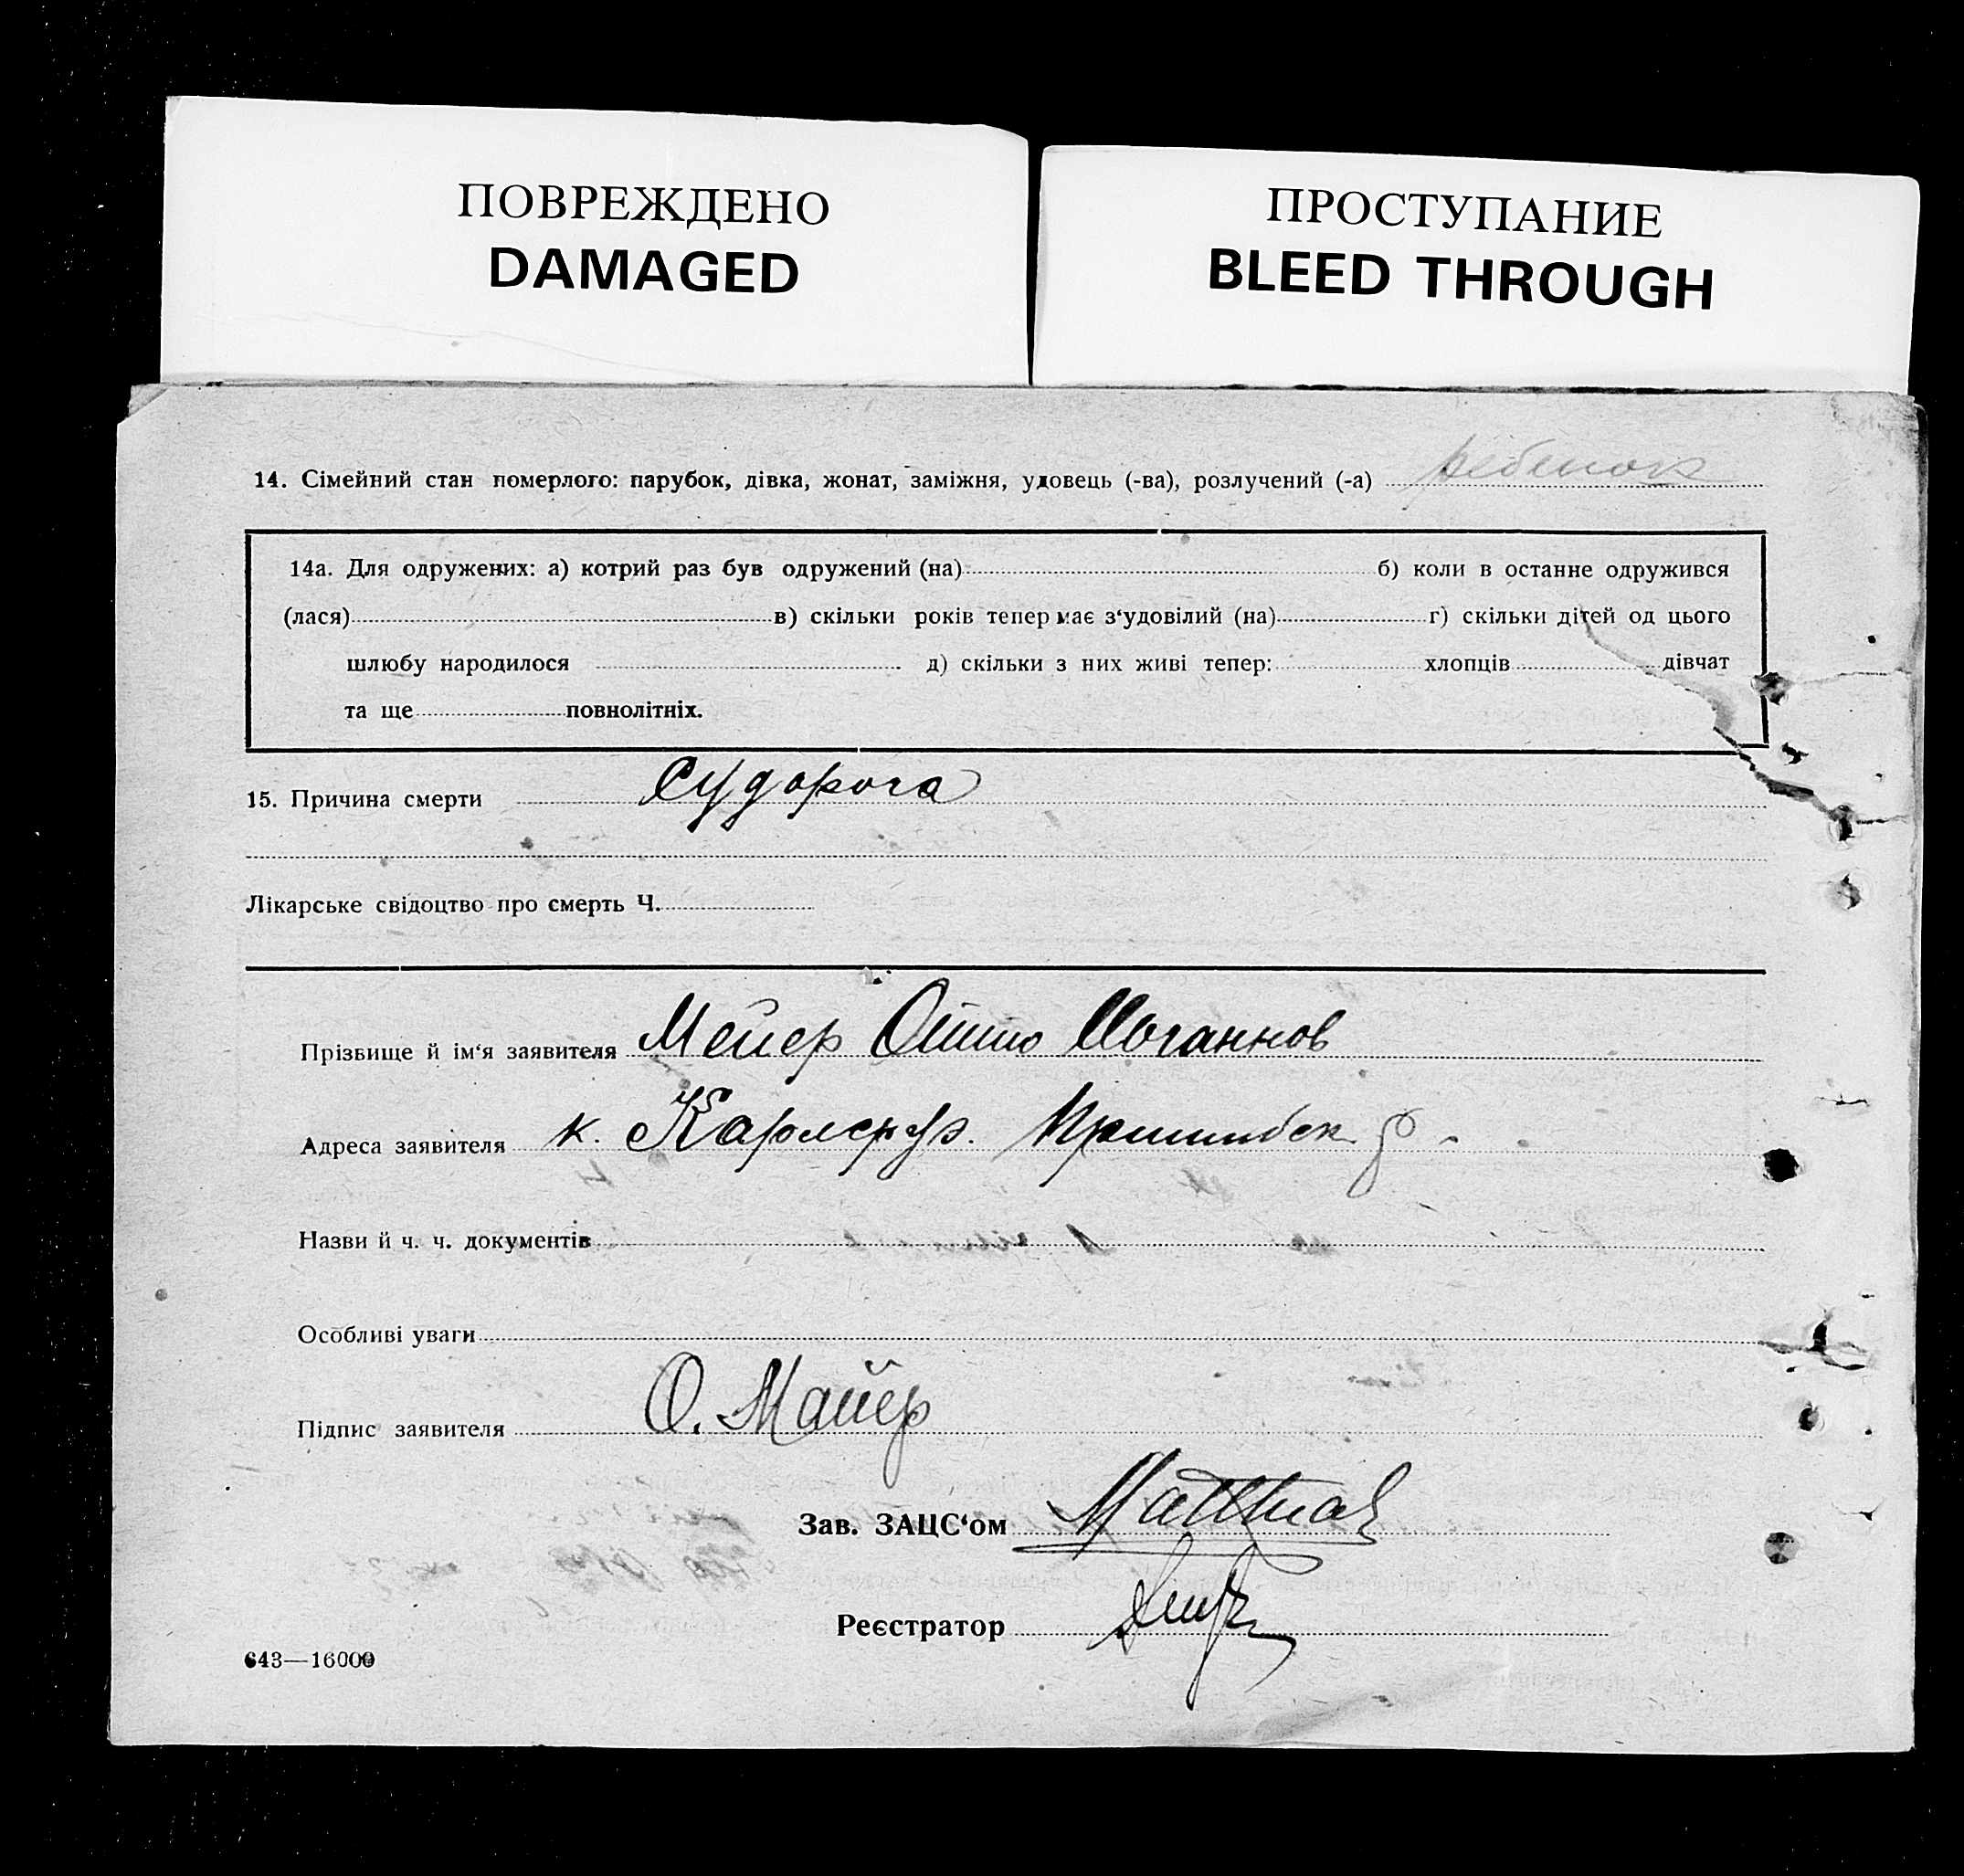 ПОВРЕЖДЕНО
DAMAGED
ПРОСТУПАНИЕ
BLEED THROUGH
14. Сімейний стан померлого: парубок, дівка, жонат, заміжня, удовець (-ва), розлучений (-а) ребенок
14а. Для одружених: а) котрий раз був одружений (на) б) коли в останне одружився
(лася) в) скільки років тепер має з‘удовілий (на) г) скільки дітей од цього
шлюбу народилося д) скільки з них живі тепер: хлопців дівчат
та ще повнолітніх.
15. Причина смерти Судорога
Лікарське свідоцтво про смерть Ч.
Прізвище й ім‘я заявителя Мейер Отто Иоганнов
Адреса заявителя к. Карлсруэ. Пришибск. р
Назви й ч. ч. документів
Особливі уваги
Підпис заявителя О. Майер
Зав. ЗАЦС‘ом
Реєстратор
643—16000